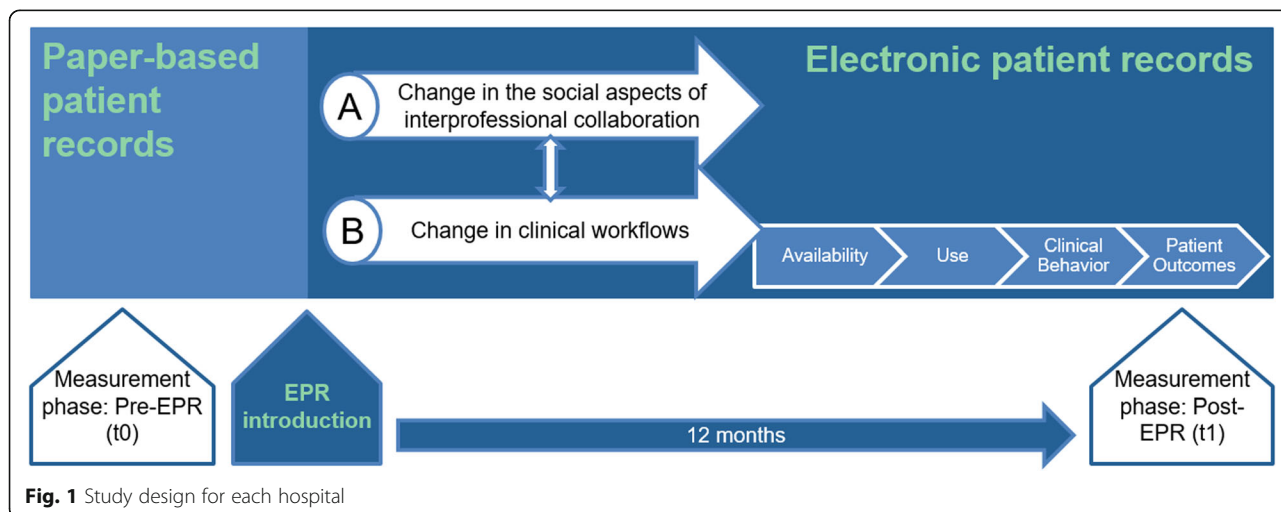 Paper-based
patient
records
Electronic patient records
A
Change in the social aspects of
interprofessional collaboration
B
Change in clinical workflows
Availability
Use
Clinical
Behavior
Patient
Outcomes
Measurement
phase: Pre-EPR
(t0)
EPR
introduction
12 months
Measurement
phase: Post-
EPR (t1)
Fig. 1 Study design for each hospital